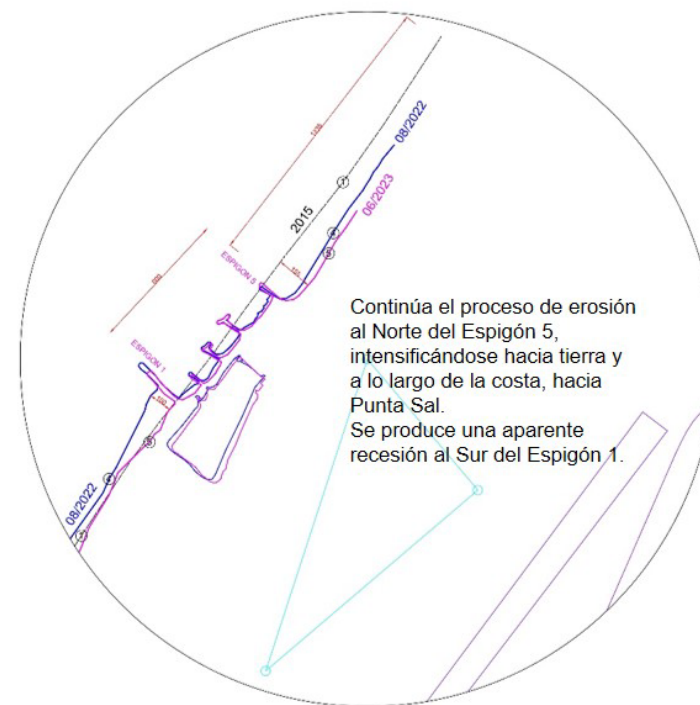 08/2022
06/2023
2015
ESPIGON 5
ESPIGON 1
08/2022
Continúa el proceso de erosión
al Norte del Espigón 5,
intensificándose hacia tierra y
a lo largo de la costa, hacia
Punta Sal.
Se produce una aparente
recesión al Sur del Espigón 1.